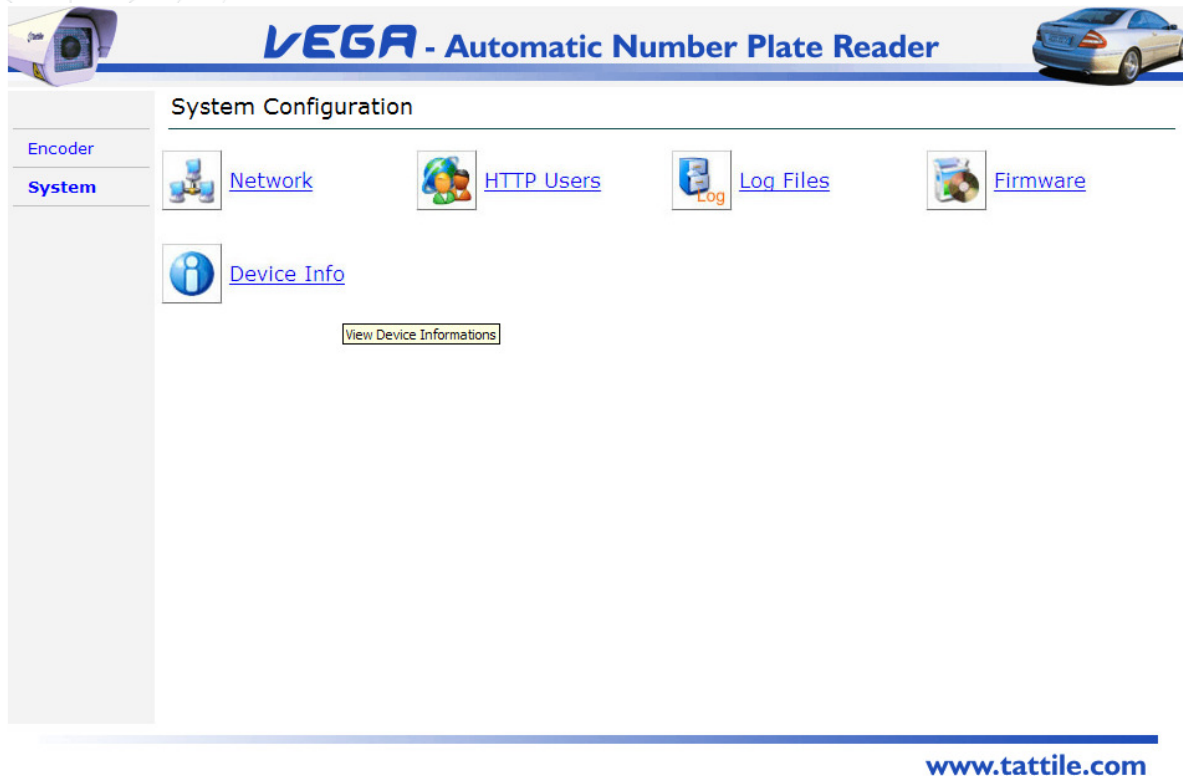 VEGA - Automatic Number Plate Reader
System Configuration
Encoder
System
Network
HTTP Users
Log
Log Files
Firmware
Device Info
View Device Informations
www.tattile.com